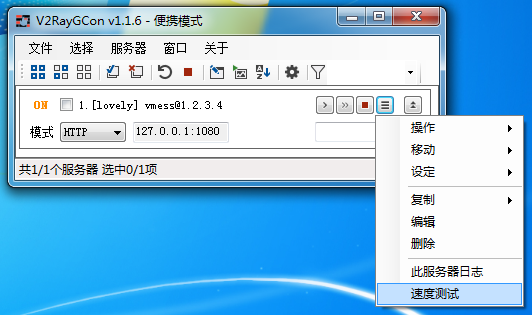 V2RayGCon v1.1.6 - 便携模式
文件 选择 服务器 窗口 关于
ON 1.[lovely] vmess@1.2.3.4
模式 HTTP 127.0.0.1:1080
共1/1个服务器 选中0/1项
操作
移动
设定
复制
编辑
删除
此服务器日志
速度测试